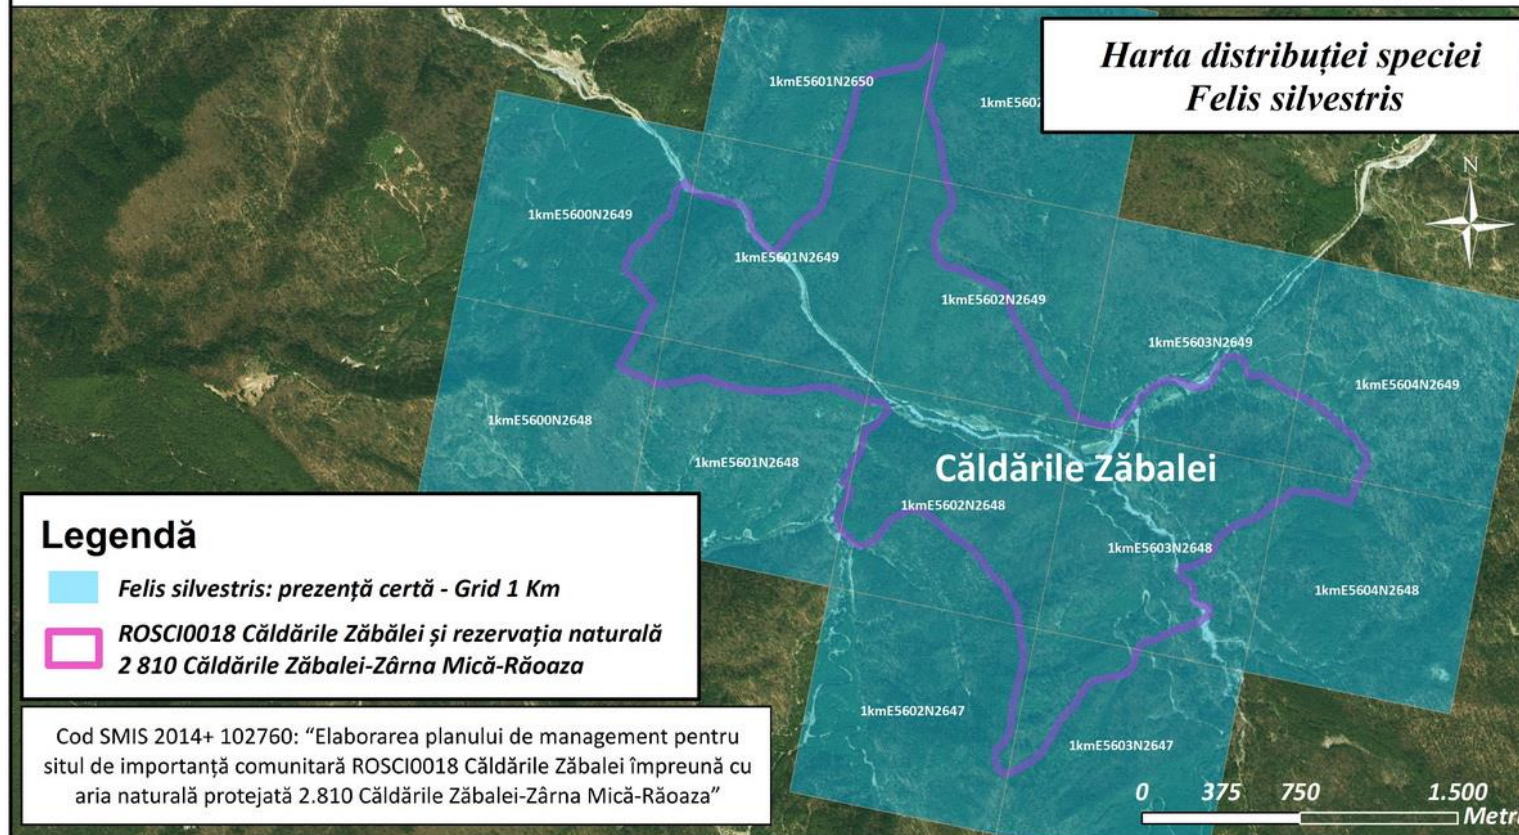 Harta distribuției speciei
Felis silvestris
1kmE5601N2650
1kmE5602
N
1kmE5600N2649
1kmE5601N2649
1kmE5602N2649
1kmE5603N2649
1kmE5604N2649
1kmE5600N2648
1kmE5601N2648
Căldările Zăbalei
1kmE5602N2648
1kmE5603N2648
1kmE5604N2648
1kmE5602N2647
1kmE5603N2647
Legendă
Felis silvestris: prezență certă - Grid 1 Km
ROSCI0018 Căldările Zăbălei și rezervația naturală
2 810 Căldările Zăbalei-Zârna Mică-Răoaza
Cod SMIS 2014+ 102760: “Elaborarea planului de management pentru
situl de importanță comunitară ROSCI0018 Căldările Zăbalei împreună cu
aria naturală protejată 2.810 Căldările Zăbalei-Zârna Mică-Răoaza”
0 375 750 1.500
Metr